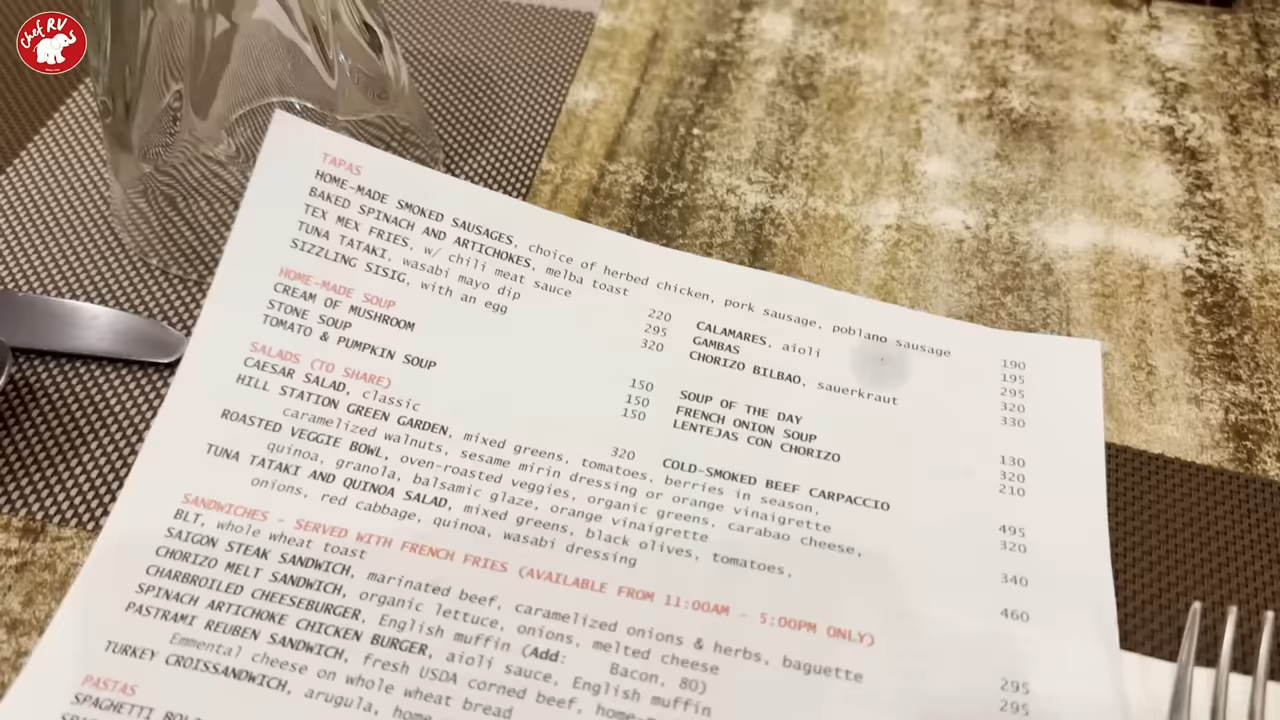 Chef RV
TAPAS
HOME-MADE SMOKED SAUSAGES, choice of herbed chicken, pork sausage, poblano sausage 190
BAKED SPINACH AND ARTICHOKES, melba toast 220 CALAMARES, aioli 195
TEX MEX FRIES, w/ chili meat sauce 295 GAMBAS 295
TUNA TATAKI, wasabi mayo dip 320 CHORIZO BILBAO, sauerkraut 320
SIZZLING SISIG, with an egg 330
HOME-MADE SOUP
CREAM OF MUSHROOM 150 SOUP OF THE DAY 130
STONE SOUP 150 FRENCH ONION SOUP 320
TOMATO & PUMPKIN SOUP 150 LENTEJAS CON CHORIZO 210
SALADS (TO SHARE)
CAESAR SALAD, classic 320 COLD-SMOKED BEEF CARPACCIO 495
HILL STATION GREEN GARDEN, mixed greens, tomatoes, berries in season, 320
caramelized walnuts, sesame mirin dressing or orange vinaigrette
ROASTED VEGGIE BOWL, oven-roasted veggies, organic greens, carabao cheese, 340
quinoa, granola, balsamic glaze, orange vinaigrette
TUNA TATAKI AND QUINOA SALAD, mixed greens, black olives, tomatoes, 460
onions, red cabbage, quinoa, wasabi dressing
SANDWICHES - SERVED WITH FRENCH FRIES (AVAILABLE FROM 11:00AM - 5:00PM ONLY)
BLT, whole wheat toast 295
SAIGON STEAK SANDWICH, marinated beef, caramelized onions & herbs, baguette 295
CHORIZO MELT SANDWICH, organic lettuce, onions, melted cheese
CHARBROILED CHEESEBURGER, English muffin (Add: Bacon, 80)
SPINACH ARTICHOKE CHICKEN BURGER, aioli sauce, English muffin
PASTRAMI REUBEN SANDWICH, fresh USDA corned beef, home-
Emmental cheese on whole wheat bread
TURKEY CROISSANDWICH, arugula, home
PASTAS
SPAGHETTI